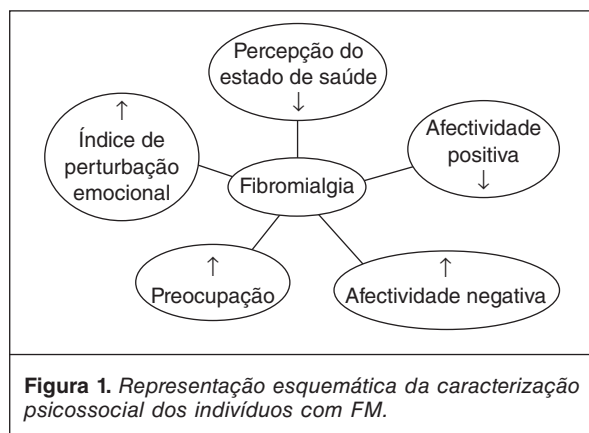 Percepção do
estado de saúde
↓
↑
Índice de
perturbação
emocional
Afectividade
positiva
↓
Fibromialgia
↑
Preocupação
↑
Afectividade negativa
Figura 1. Representação esquemática da caracterização
psicossocial dos indivíduos com FM.